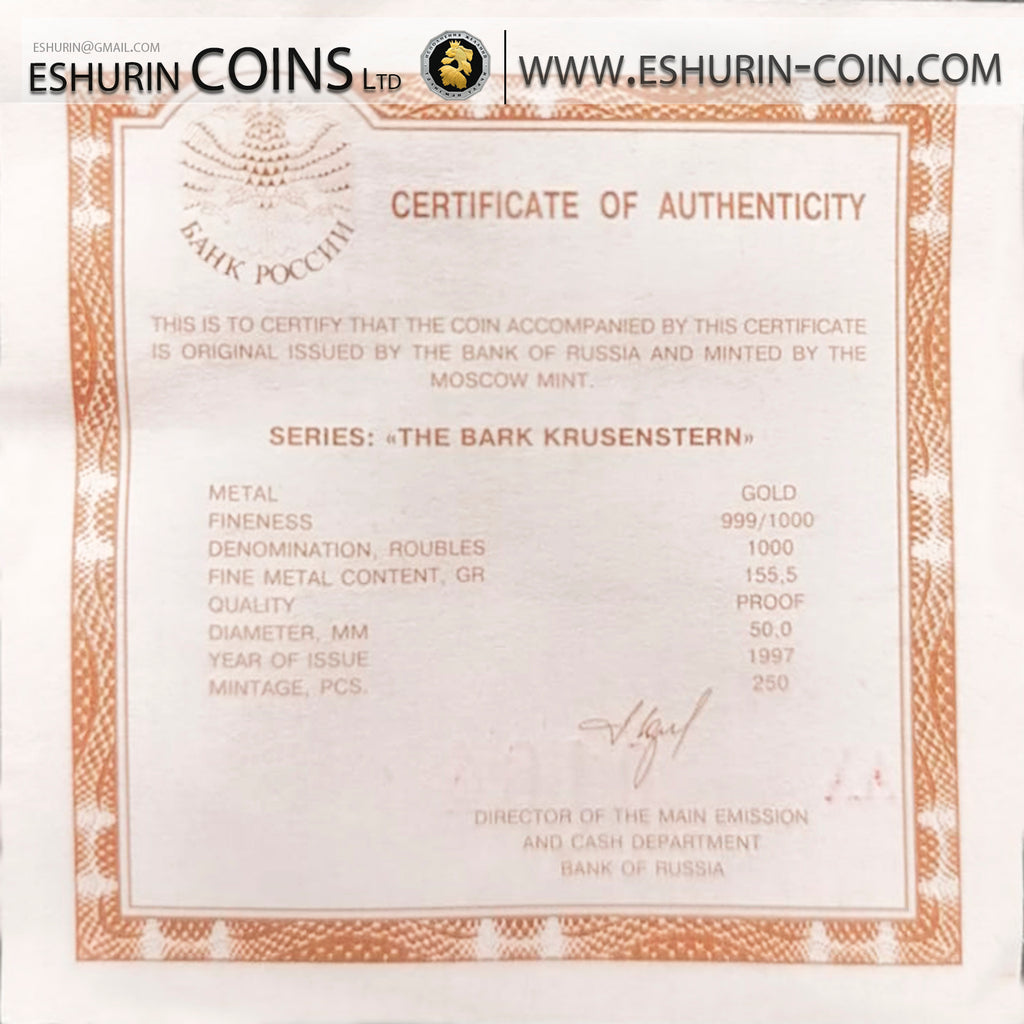 ESHURIN@GMAIL.COM
ESHURIN COINS LTD
WWW.ESHURIN-COIN.COM
БАНК РОССИИ
CERTIFICATE OF AUTHENTICITY
THIS IS TO CERTIFY THAT THE COIN ACCOMPANIED BY THIS CERTIFICATE
IS ORIGINAL ISSUED BY THE BANK OF RUSSIA AND MINTED BY THE
MOSCOW MINT.
SERIES: «THE BARK KRUSENSTERN»
METAL GOLD
FINENESS 999/1000
DENOMINATION, ROUBLES 1000
FINE METAL CONTENT, GR 155,5
QUALITY PROOF
DIAMETER, MM 50,0
YEAR OF ISSUE 1997
MINTAGE, PCS. 250
DIRECTOR OF THE MAIN EMISSION
AND CASH DEPARTMENT
BANK OF RUSSIA